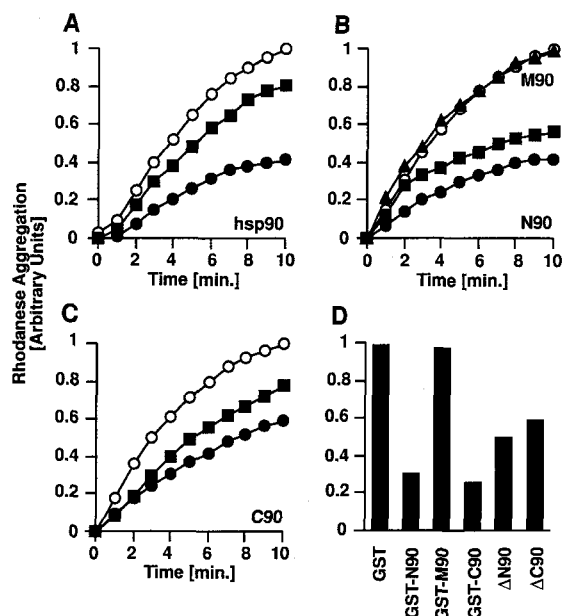 A
B
1
0.8
0.6
0.4
0.2
0
hsp90
0 2 4 6 8 10
Time [min.]
1
0.8
0.6
0.4
0.2
0
M90
N90
0 2 4 6 8 10
Time [min.]
Rhodanese Aggregation
[Arbitrary Units]
C
D
1
0.8
0.6
0.4
0.2
0
C90
0 2 4 6 8 10
Time [min.]
1
0.8
0.6
0.4
0.2
0
GST
GST-N90
GST-M90
GST-C90
ΔN90
ΔC90